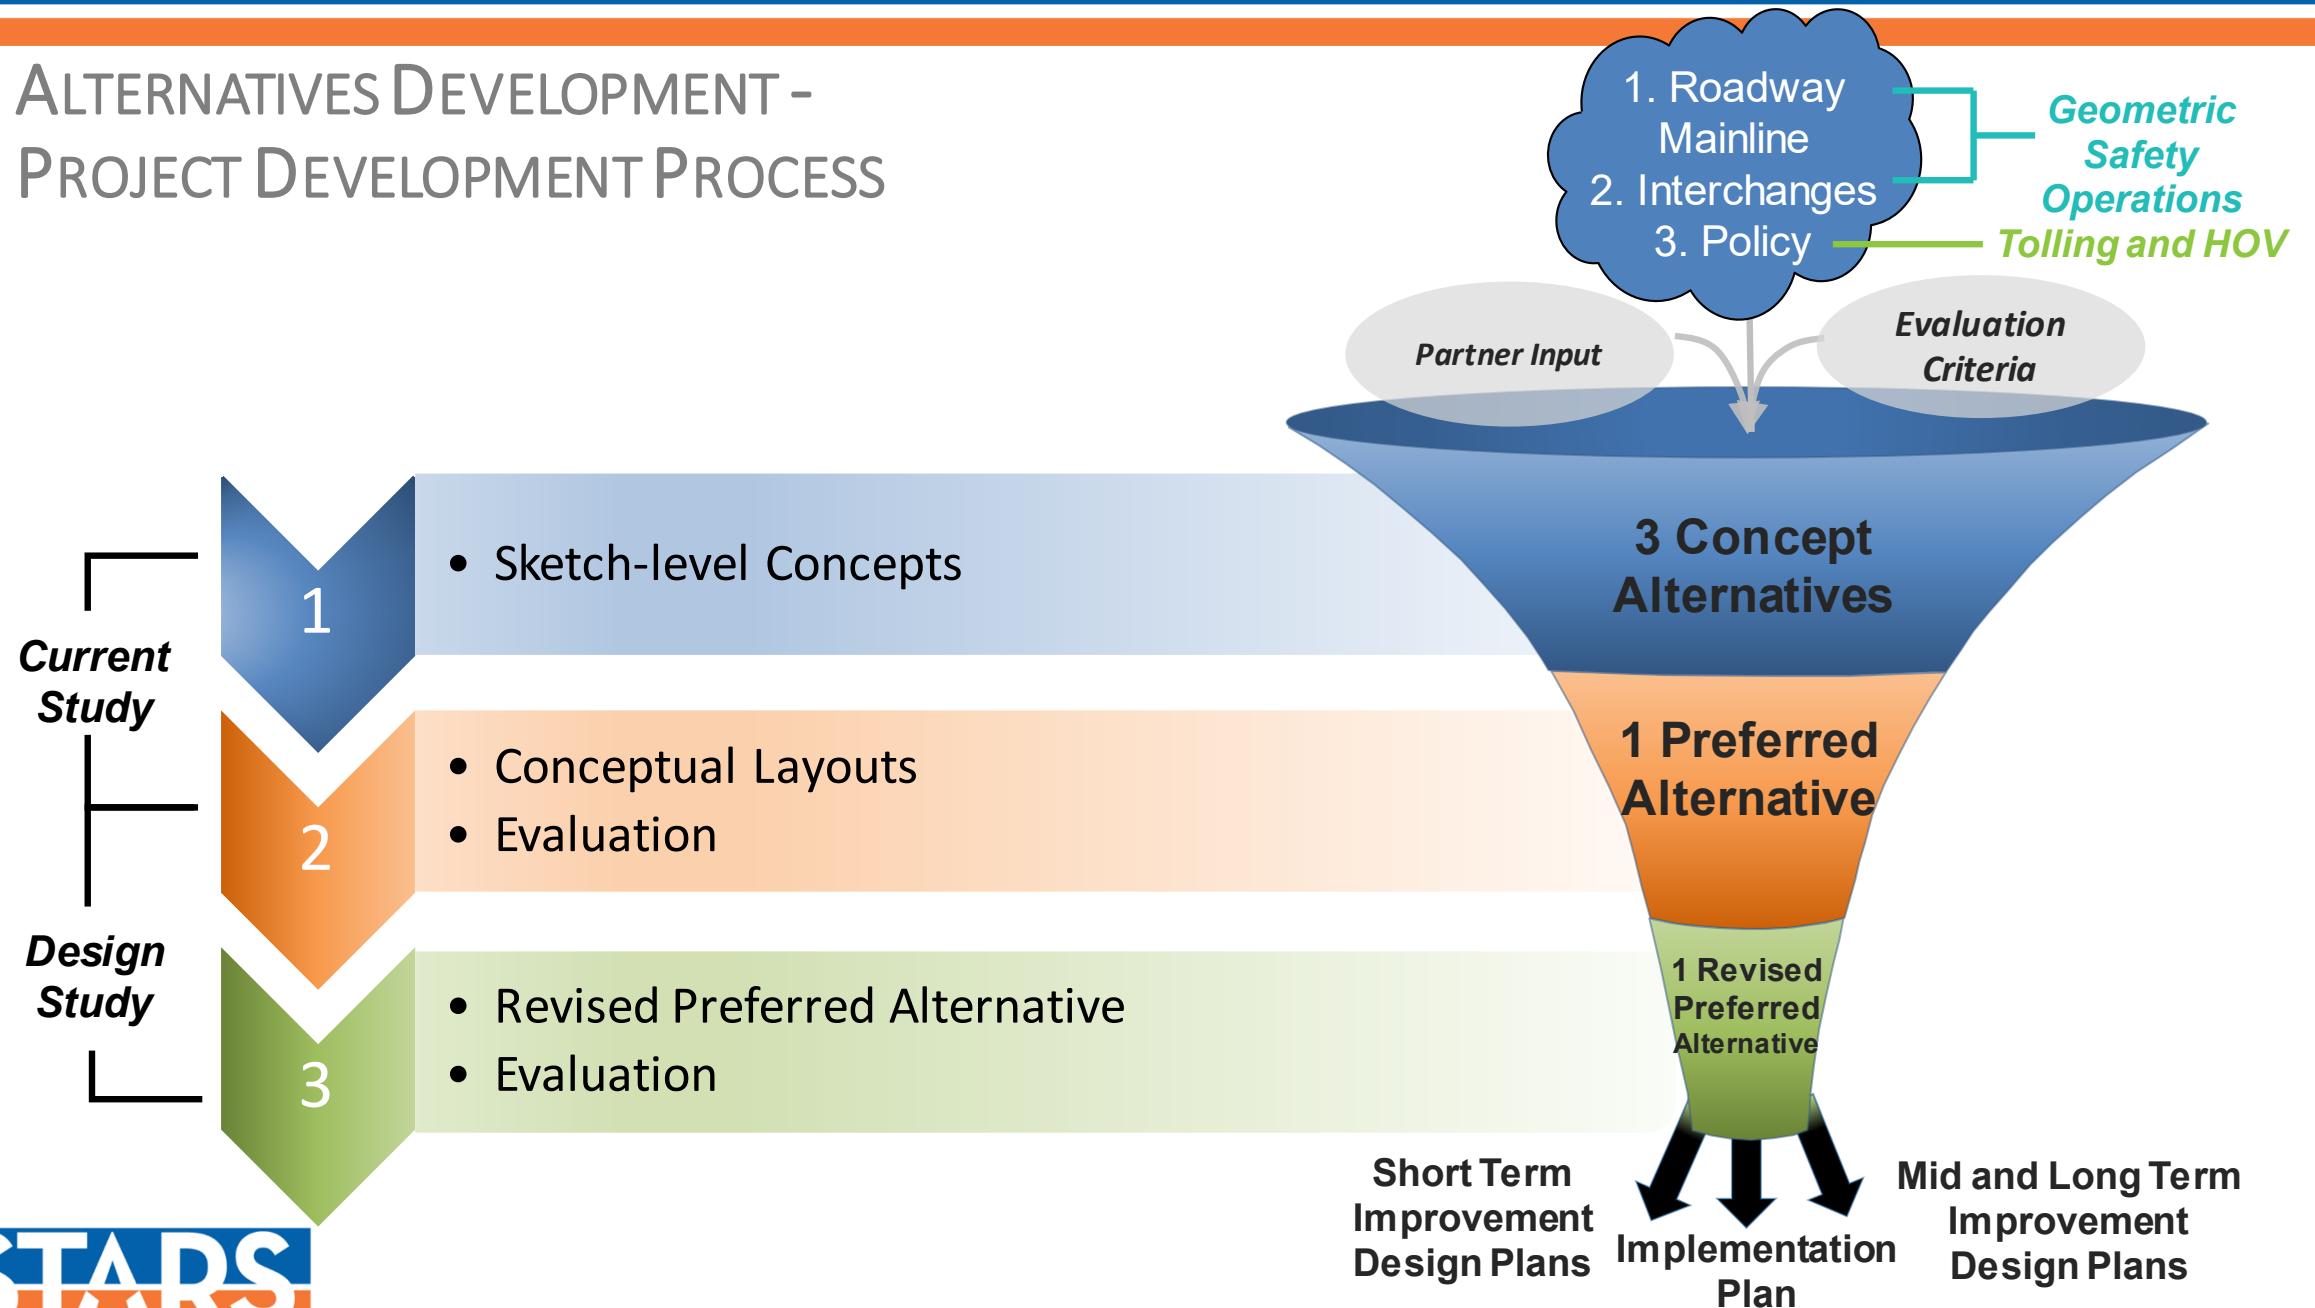 ALTERNATIVES DEVELOPMENT -
PROJECT DEVELOPMENT PROCESS
1. Roadway
Mainline
2. Interchanges
3. Policy
Geometric
Safety
Operations
Tolling and HOV
Partner Input
Evaluation
Criteria
Current
Study
Design
Study
1
• Sketch-level Concepts
2
• Conceptual Layouts
• Evaluation
3
• Revised Preferred Alternative
• Evaluation
3 Concept
Alternatives
1 Preferred
Alternative
1 Revised
Preferred
Alternative
Short Term
Improvement
Design Plans
Implementation
Plan
Mid and Long Term
Improvement
Design Plans
STARS